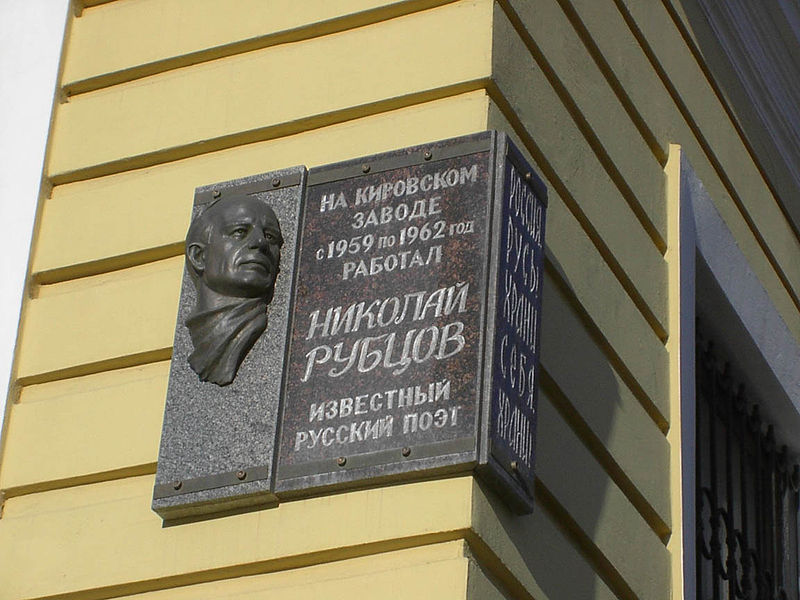 НА КИРОВСКОМ
ЗАВОДЕ
с 1959 по 1962 год
РАБОТАЛ
НИКОЛАЙ
РУБЦОВ
ИЗВЕСТНЫЙ
РУССКИЙ ПОЭТ
РОССИЯ
РУСЬ!
ХРАНИ
СЕБЯ
ХРАНИ!